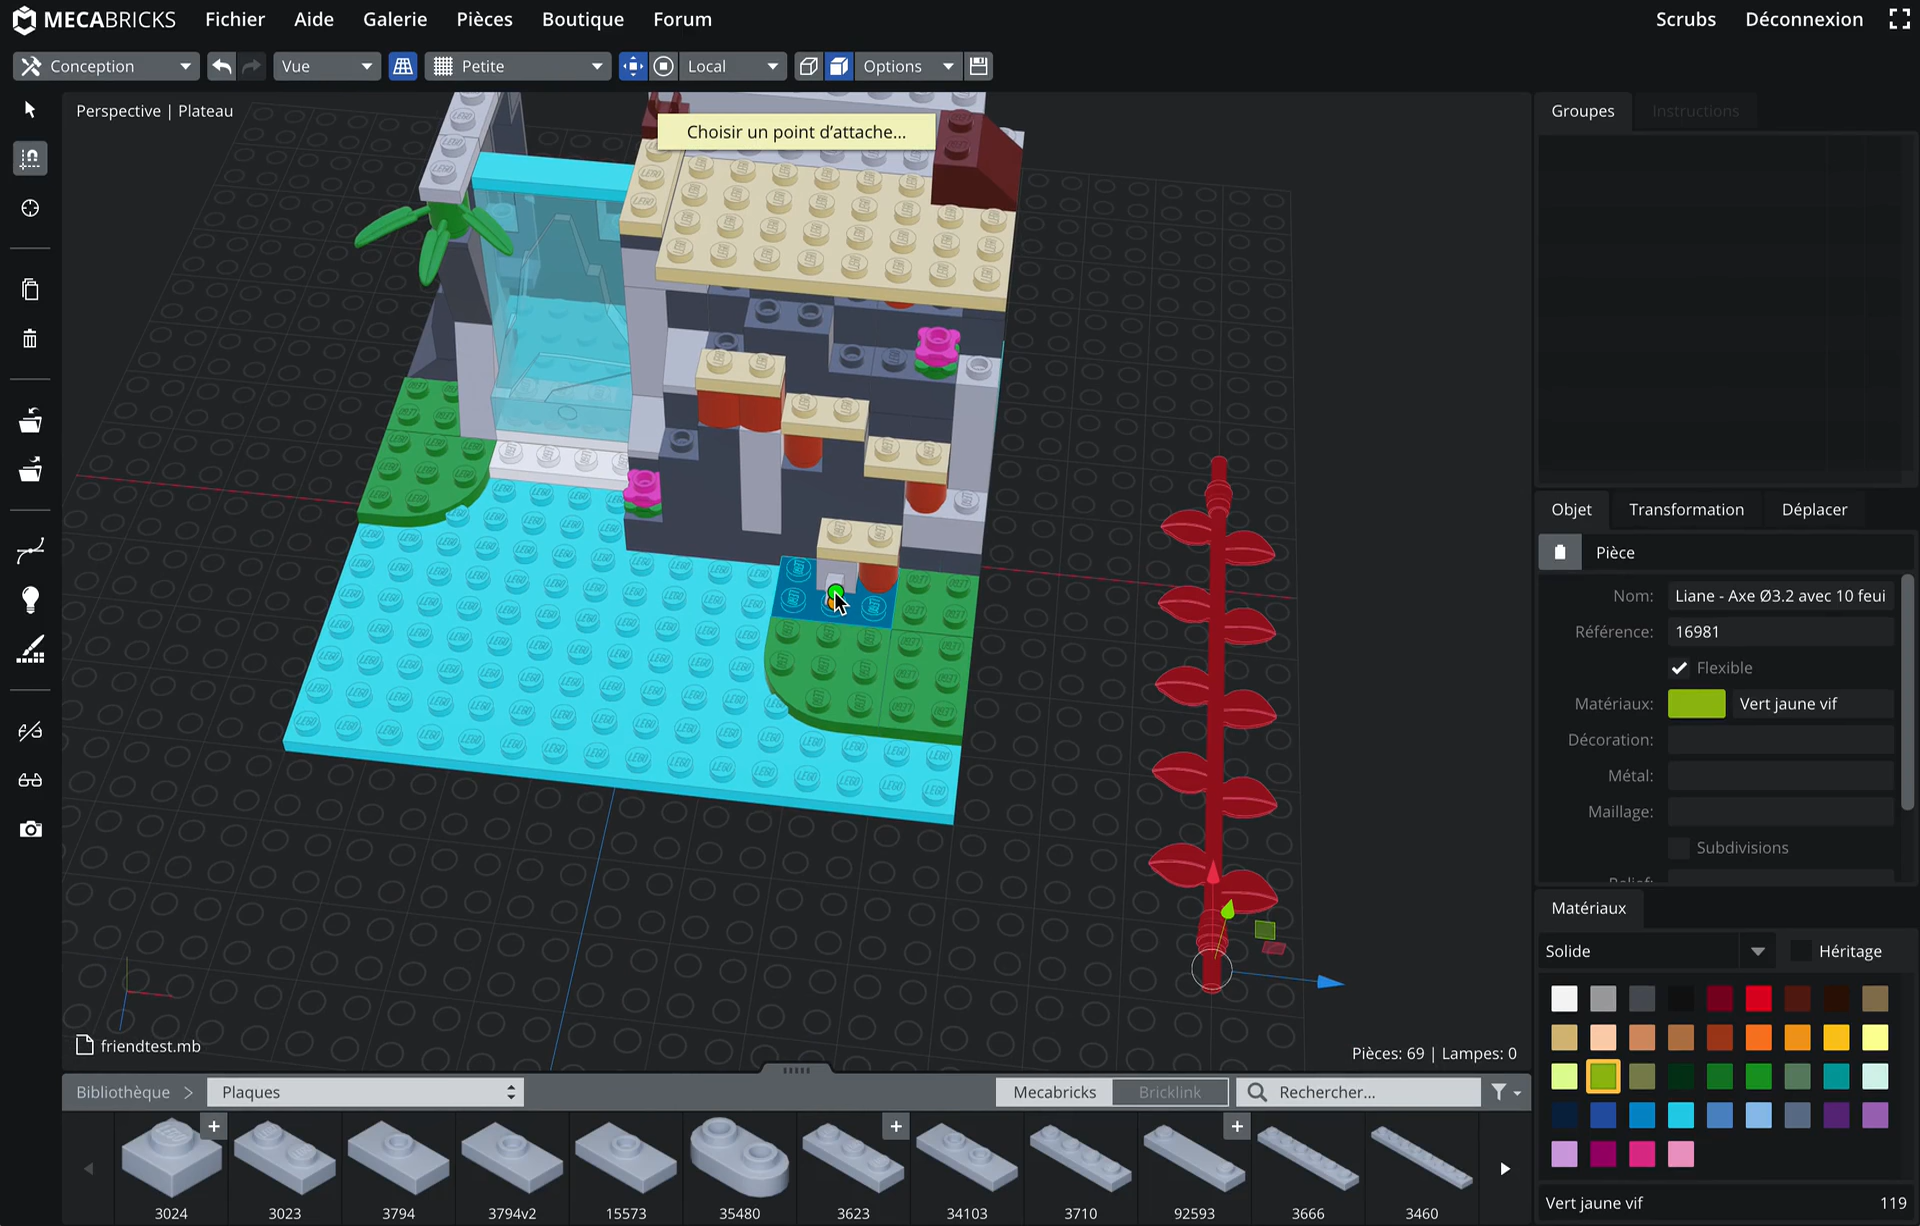 MECABRICKS Fichier Aide Galerie Pièces Boutique Forum Scrubs Déconnexion
Conception Vue Petite Local Options
Perspective | Plateau
Choisir un point d'attache...
Groupes Instructions
Objet Transformation Déplacer
Pièce
Nom: Liane - Axe Ø3.2 avec 10 feui
Référence: 16981
Flexible
Matériaux: Vert jaune vif
Décoration:
Métal:
Maillage:
Subdivisions
Matériaux
Solide Héritage
friendtest.mb
Pièces: 69 | Lampes: 0
Bibliothèque > Plaques Mecabricks Bricklink Rechercher...
3024 3023 3794 3794v2 15573 35480 3623 34103 3710 92593 3666 3460
Vert jaune vif 119